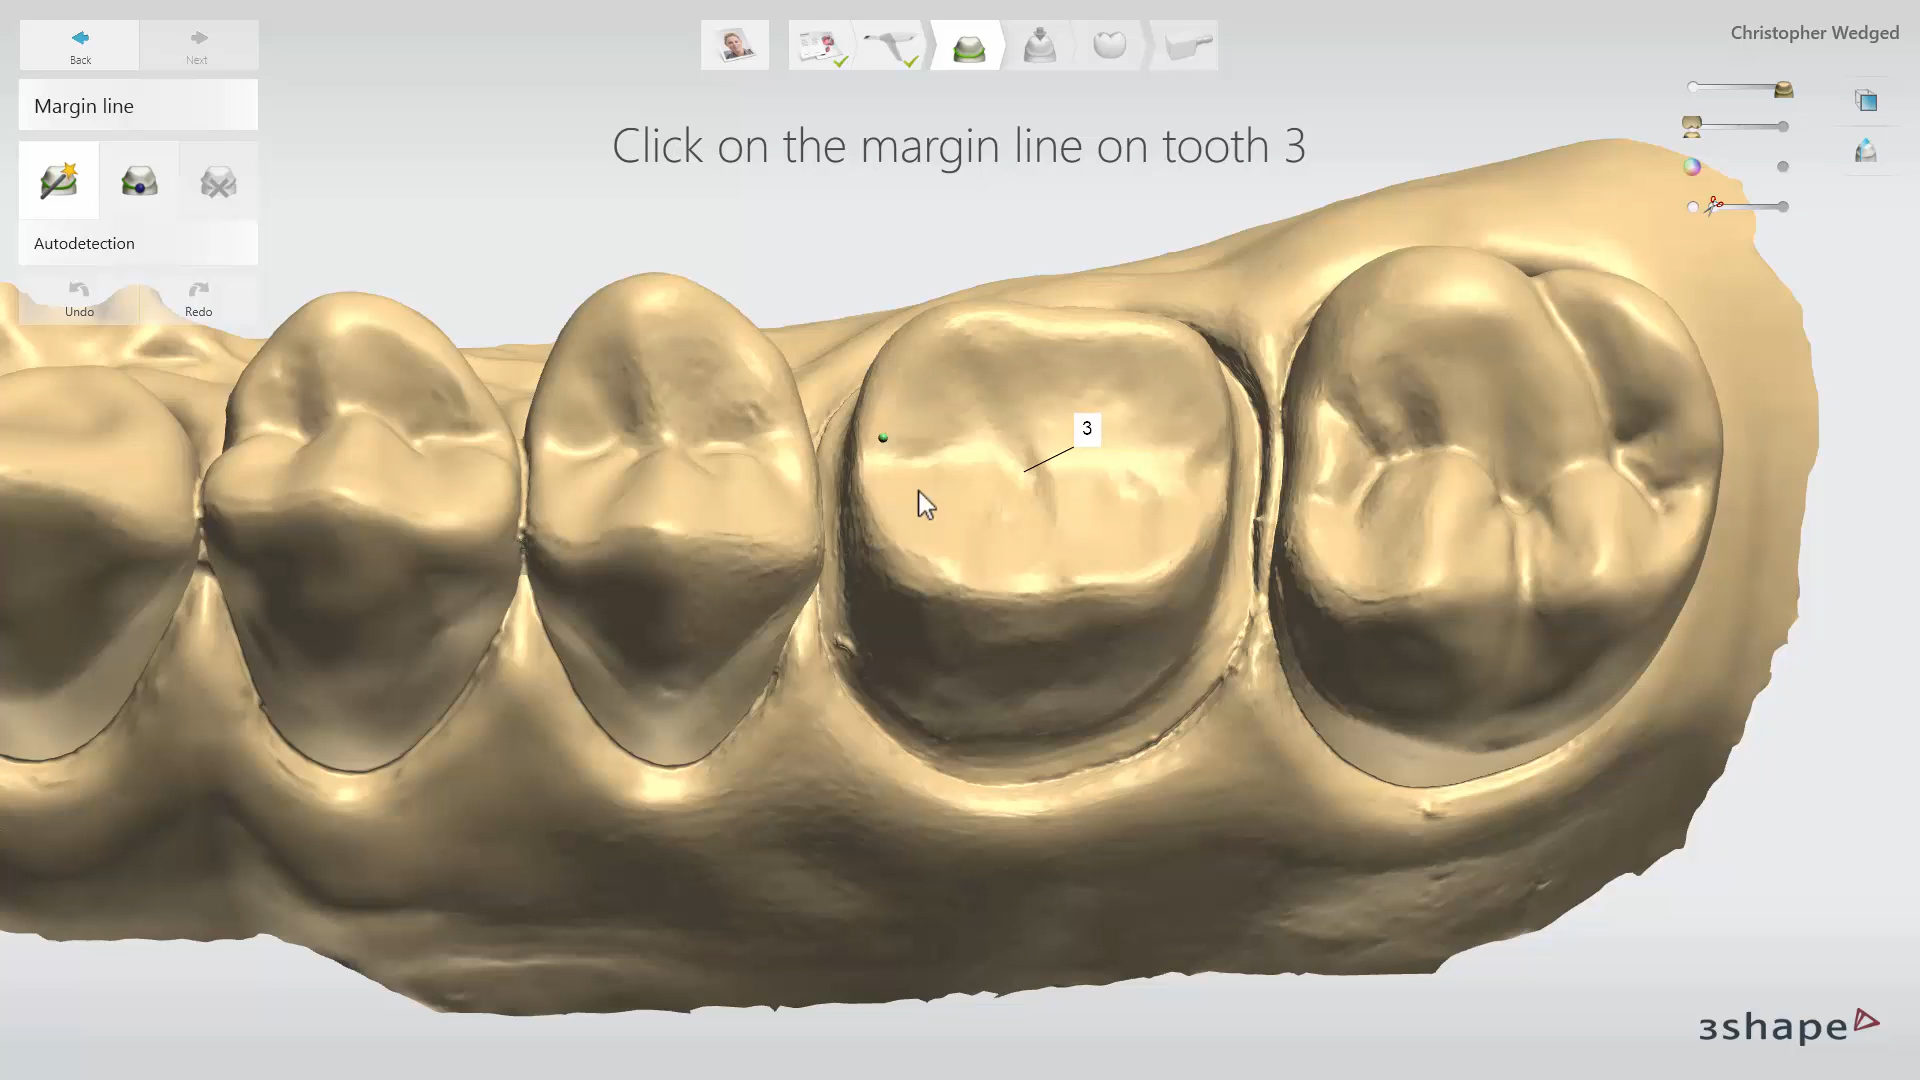 Back
Next
Christopher Wedged
Margin line
Click on the margin line on tooth 3
Autodetection
Undo
Redo
3
3shape